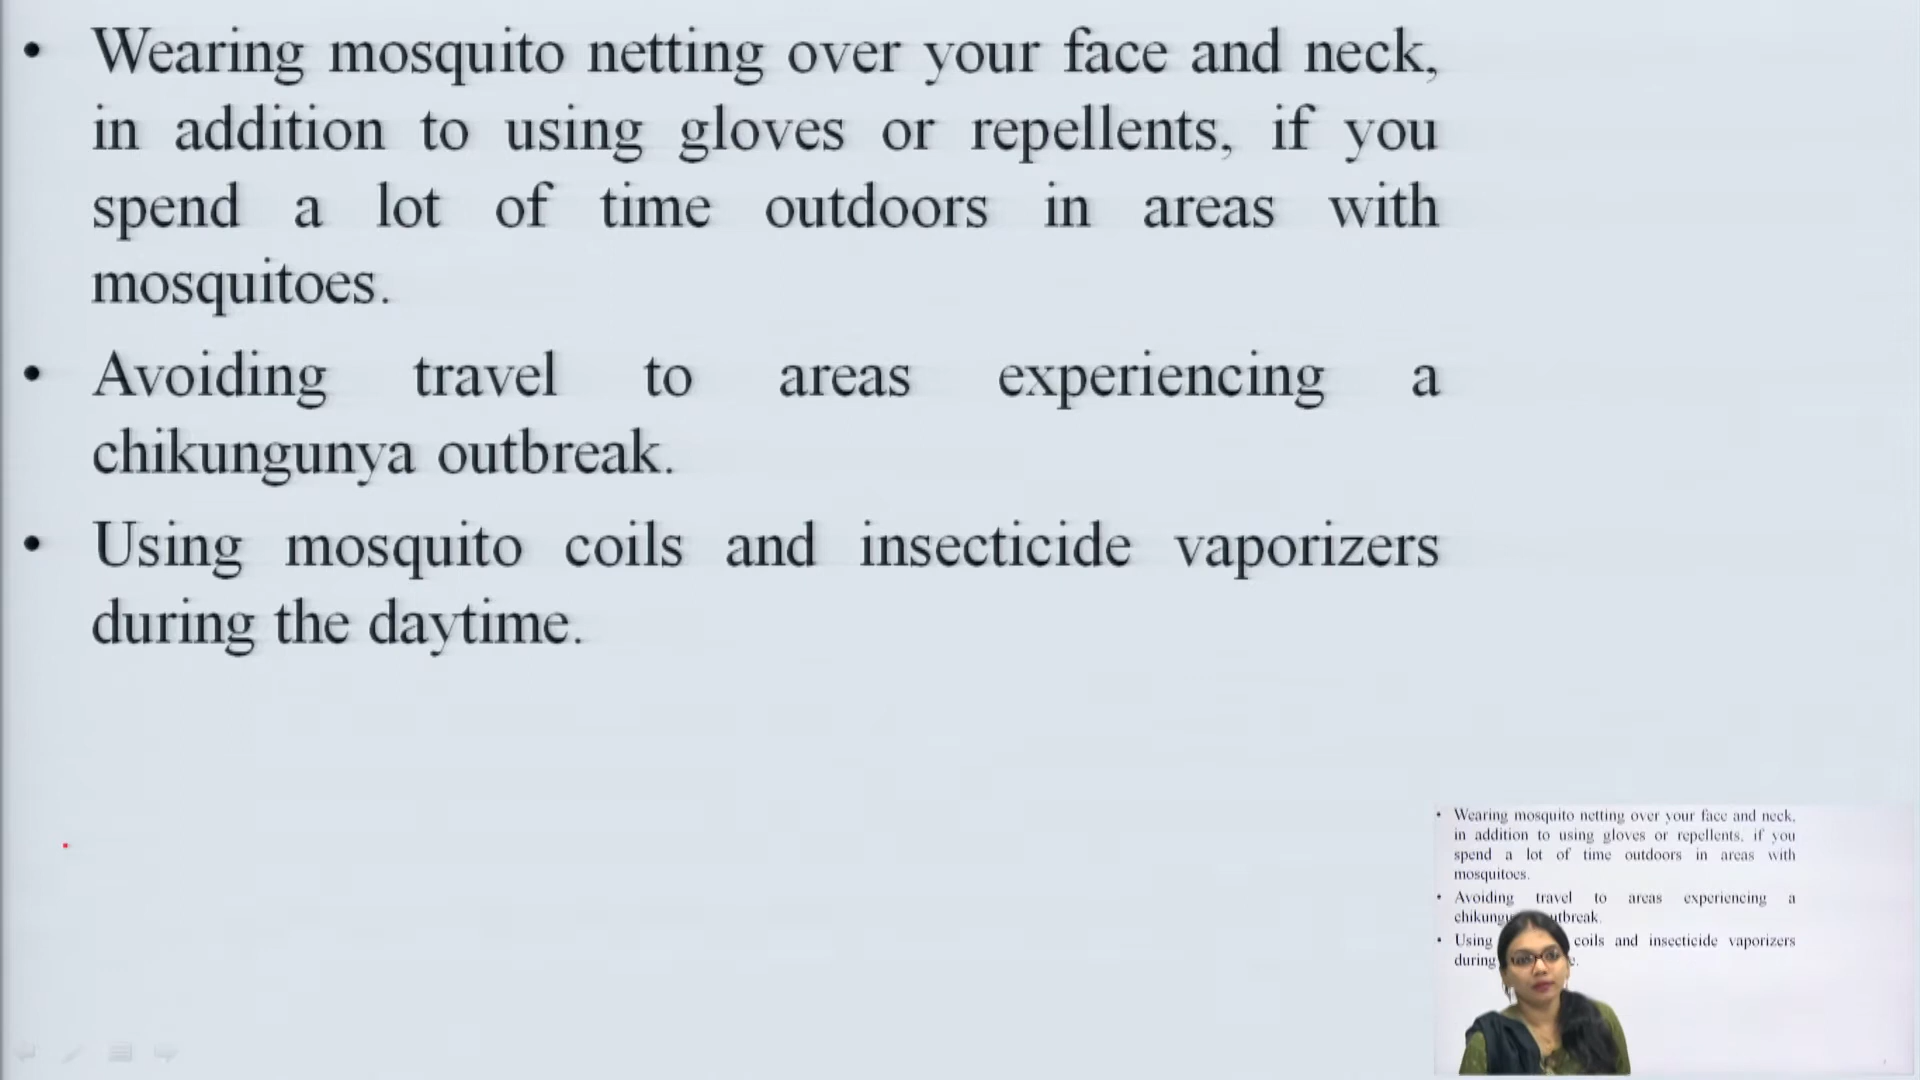 • Wearing mosquito netting over your face and neck,
in addition to using gloves or repellents, if you
spend a lot of time outdoors in areas with
mosquitoes.
• Avoiding travel to areas experiencing a
chikungunya outbreak.
• Using mosquito coils and insecticide vaporizers
during the daytime.
• Wearing mosquito netting over your face and neck,
in addition to using gloves or repellents, if you
spend a lot of time outdoors in areas with
mosquitoes.
• Avoiding travel to areas experiencing a
• Using coils and insecticide vaporizers
during